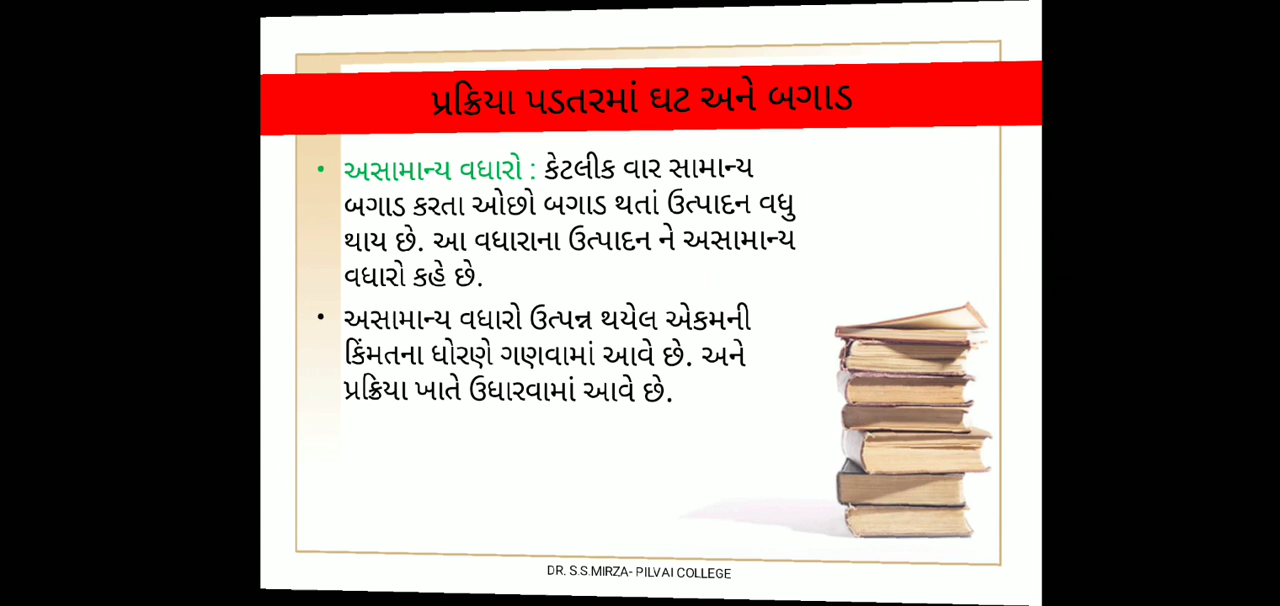 પ્રક્રિયા પડતરમાં ઘટ અને બગાડ
• અસામાન્ય વધારો : કેટલીક વાર સામાન્ય
બગાડ કરતા ઓછો બગાડ થતાં ઉત્પાદન વધુ
થાય છે. આ વધારાના ઉત્પાદન ને અસામાન્ય
વધારો કહે છે.
• અસામાન્ય વધારો ઉત્પન્ન થયેલ એકમની
કિંમતના ધોરણે ગણવામાં આવે છે. અને
પ્રક્રિયા ખાતે ઉધારવામાં આવે છે.
DR. S.S.MIRZA- PILVAI COLLEGE